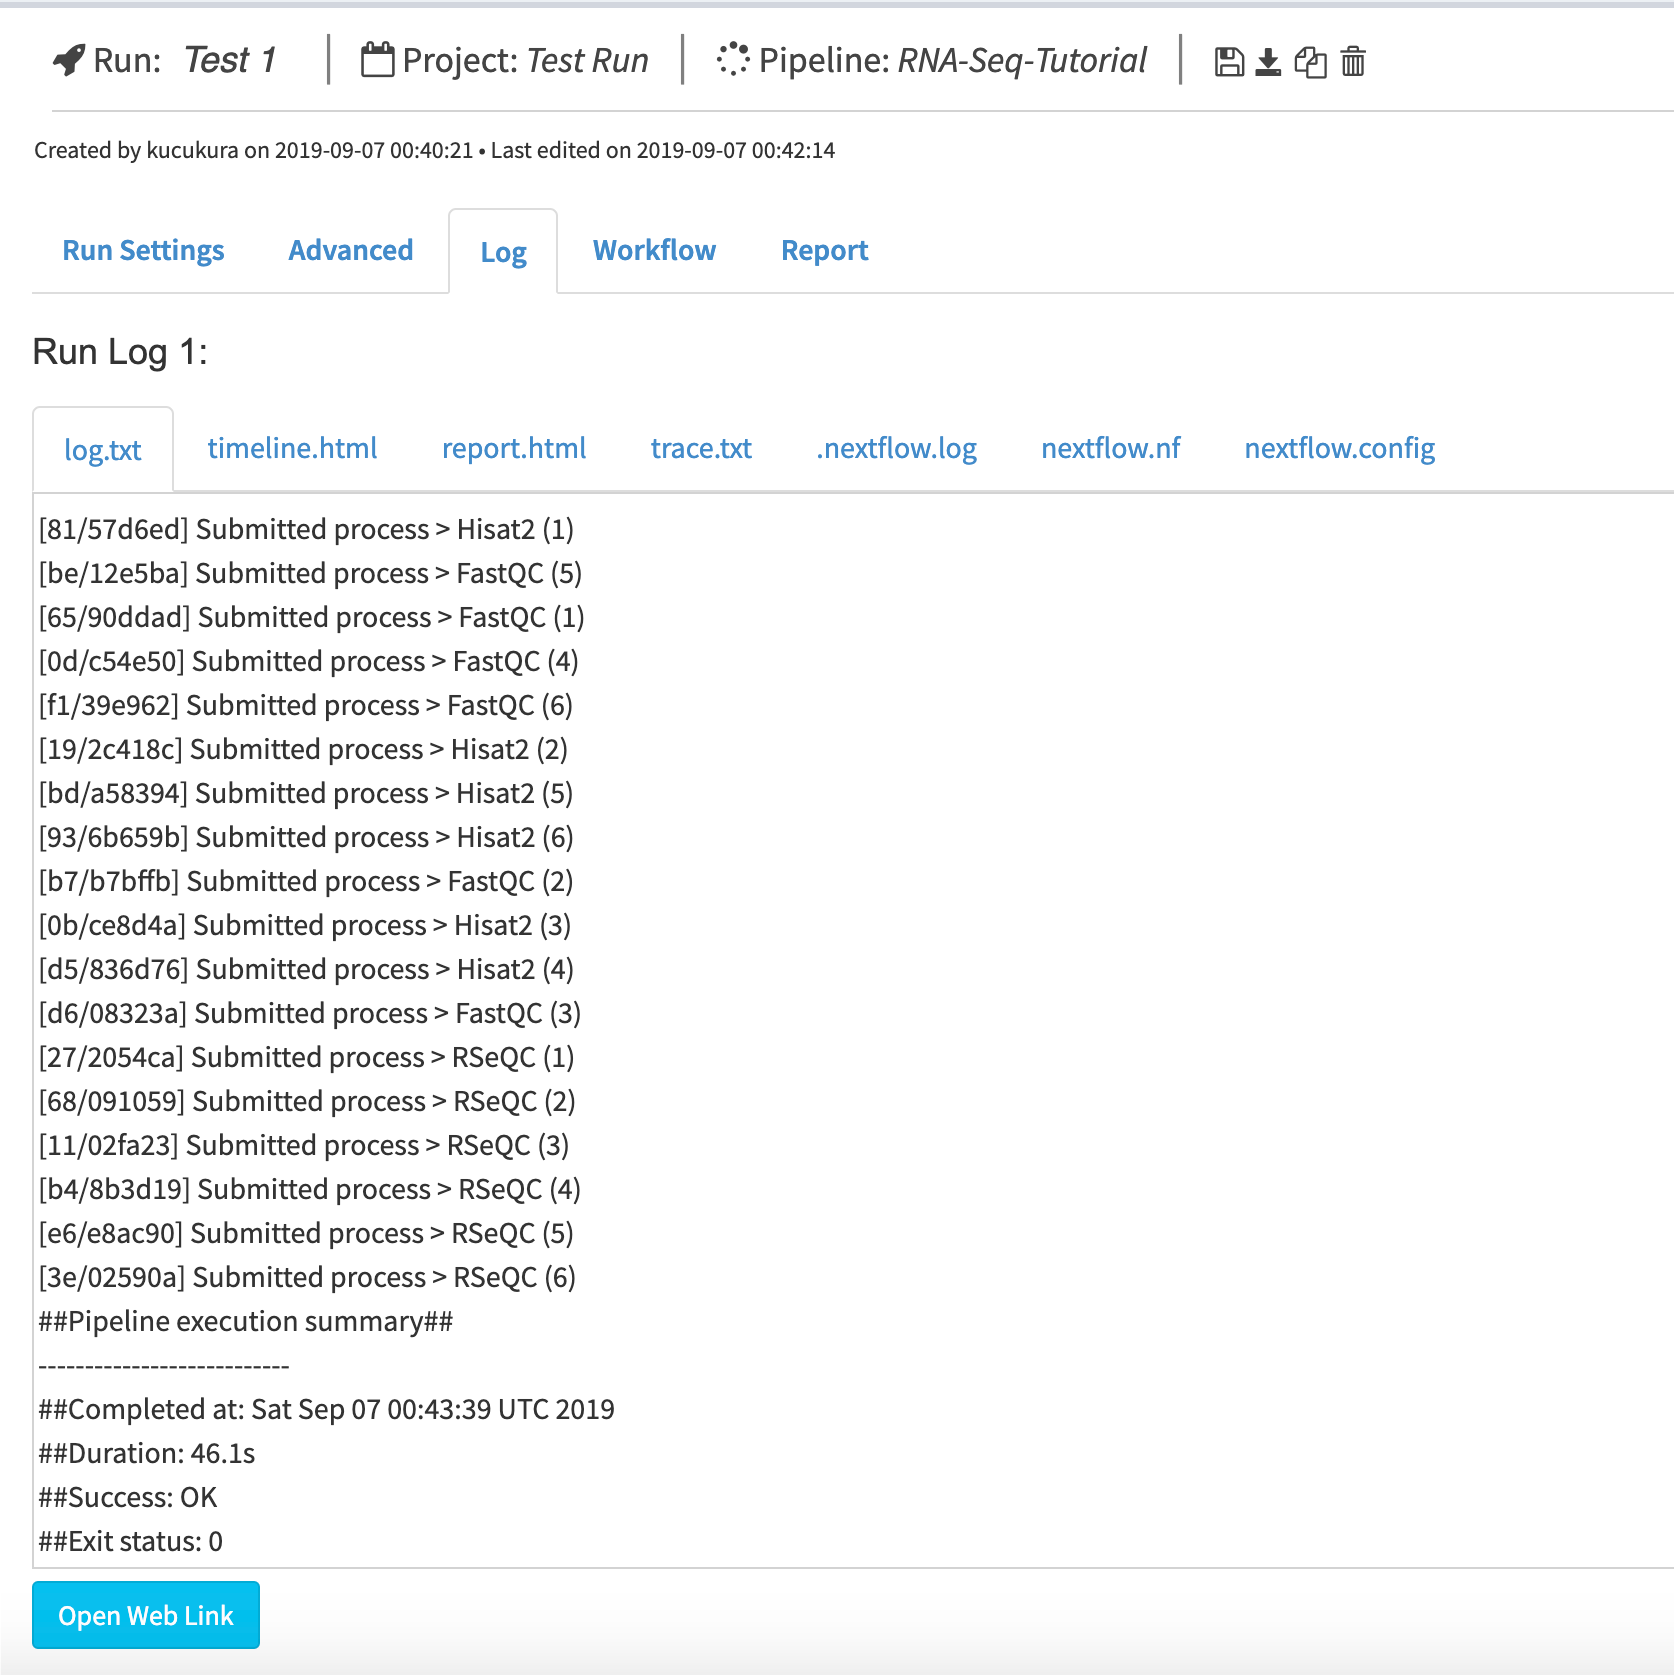 Run: Test 1 Project: Test Run Pipeline: RNA-Seq-Tutorial
Created by kucukura on 2019-09-07 00:40:21 • Last edited on 2019-09-07 00:42:14
Run Settings Advanced Log Workflow Report
Run Log 1:
log.txt timeline.html report.html trace.txt .nextflow.log nextflow.nf nextflow.config
[81/57d6ed] Submitted process > Hisat2 (1)
[be/12e5ba] Submitted process > FastQC (5)
[65/90ddad] Submitted process > FastQC (1)
[0d/c54e50] Submitted process > FastQC (4)
[f1/39e962] Submitted process > FastQC (6)
[19/2c418c] Submitted process > Hisat2 (2)
[bd/a58394] Submitted process > Hisat2 (5)
[93/6b659b] Submitted process > Hisat2 (6)
[b7/b7bffb] Submitted process > FastQC (2)
[0b/ce8d4a] Submitted process > Hisat2 (3)
[d5/836d76] Submitted process > Hisat2 (4)
[d6/08323a] Submitted process > FastQC (3)
[27/2054ca] Submitted process > RSeQC (1)
[68/091059] Submitted process > RSeQC (2)
[11/02fa23] Submitted process > RSeQC (3)
[b4/8b3d19] Submitted process > RSeQC (4)
[e6/e8ac90] Submitted process > RSeQC (5)
[3e/02590a] Submitted process > RSeQC (6)
##Pipeline execution summary##
---------------------------
##Completed at: Sat Sep 07 00:43:39 UTC 2019
##Duration: 46.1s
##Success: OK
##Exit status: 0
Open Web Link